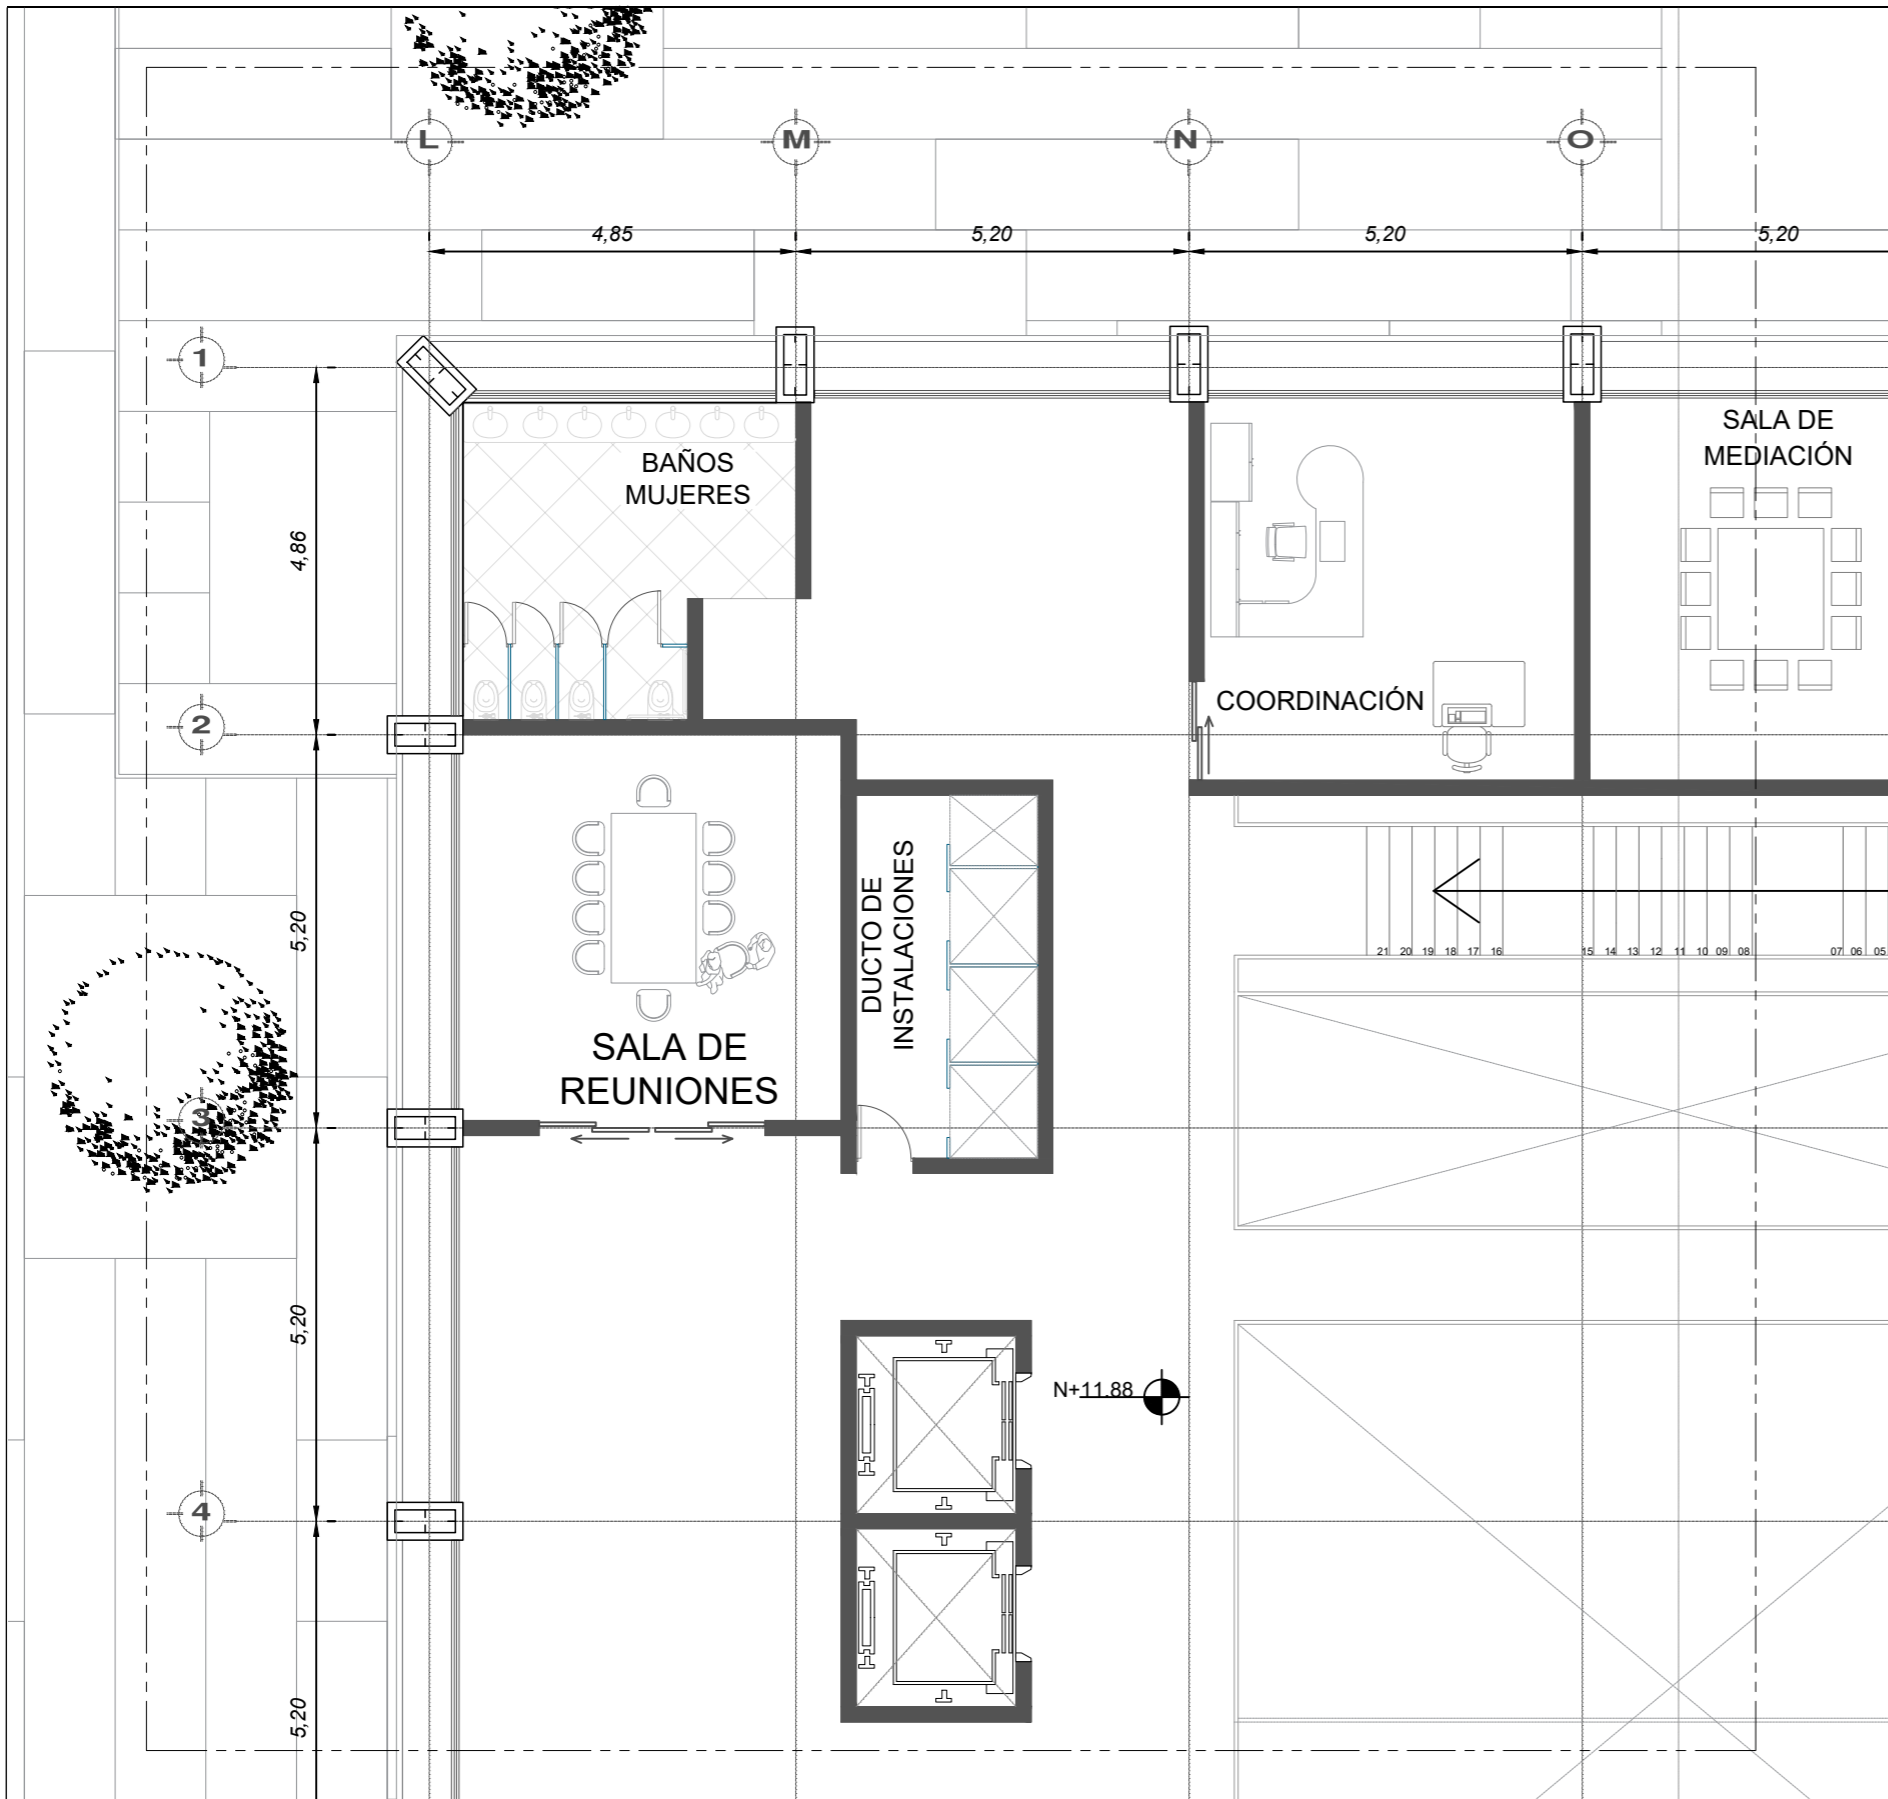 L
M
N
O
4,85
5,20
5,20
5,20
1
4,86
2
5,20
3
5,20
4
5,20
BAÑOS
MUJERES
COORDINACIÓN
SALA DE
MEDIACIÓN
DUCTO DE
INSTALACIONES
SALA DE
REUNIONES
21 20 19 18 17 16 15 14 13 12 11 10 09 08 07 06 05
N+11.88